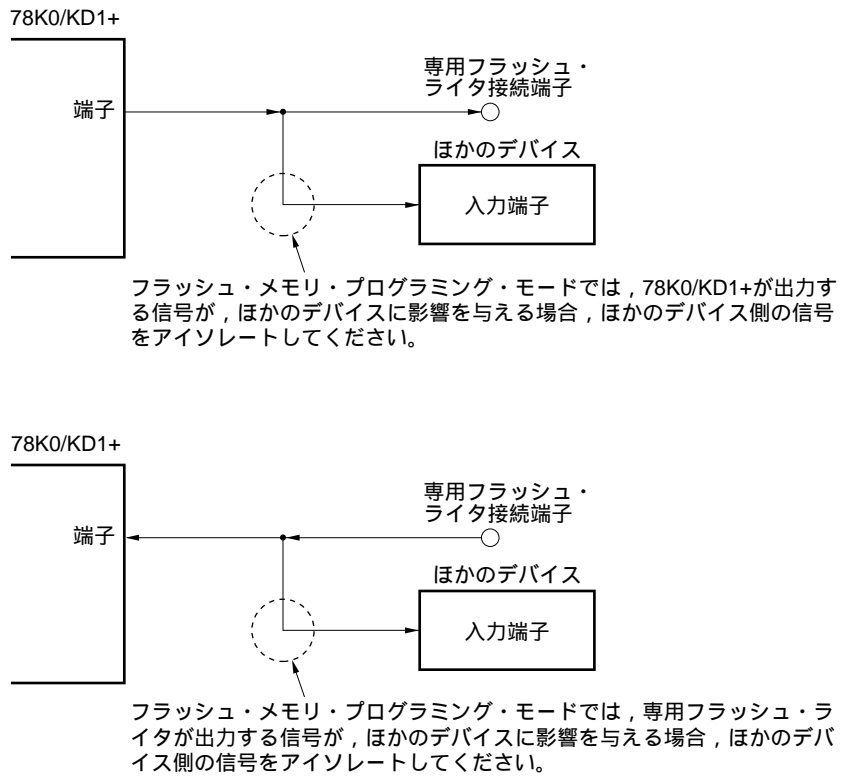 78K0/KD1+
専用フラッシュ・
ライタ接続端子
端子
ほかのデバイス
入力端子
フラッシュ・メモリ・プログラミング・モードでは，78K0/KD1+が出力す
る信号が，ほかのデバイスに影響を与える場合，ほかのデバイス側の信号
をアイソレートしてください。
78K0/KD1+
専用フラッシュ・
ライタ接続端子
端子
ほかのデバイス
入力端子
フラッシュ・メモリ・プログラミング・モードでは，専用フラッシュ・ラ
イタが出力する信号が，ほかのデバイスに影響を与える場合，ほかのデバ
イス側の信号をアイソレートしてください。